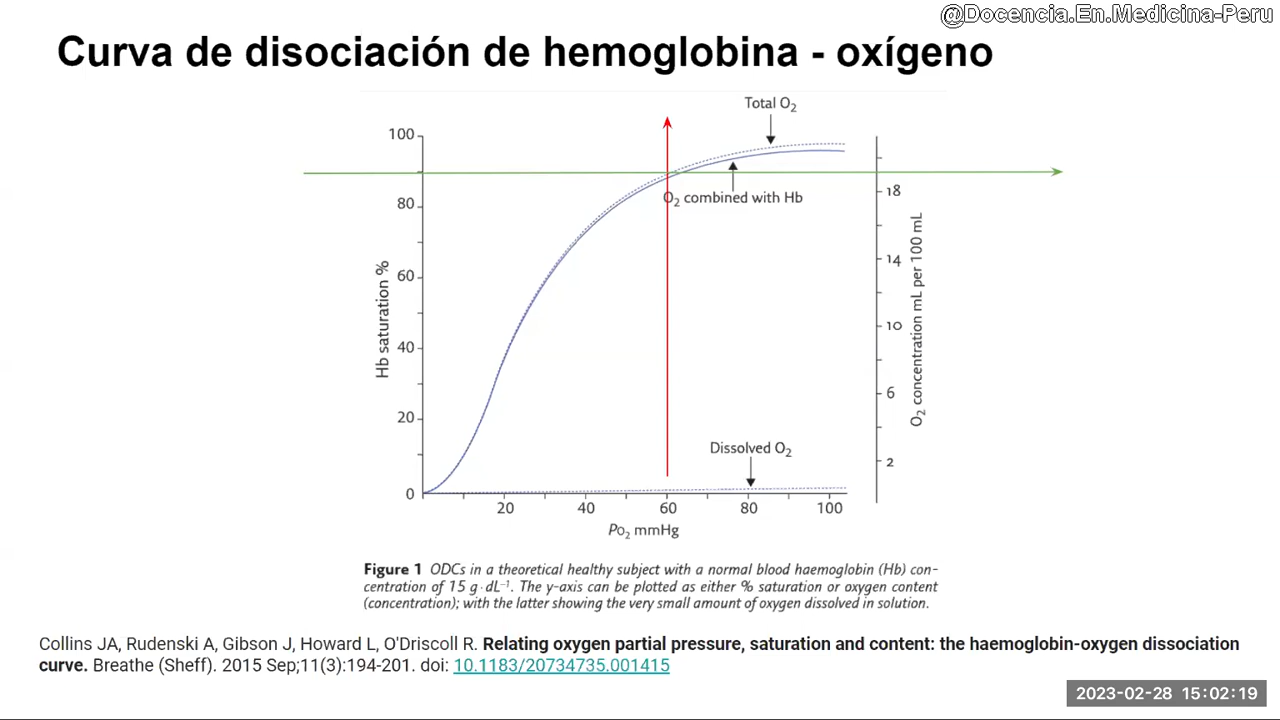 @Docencia.En.Medicina-Peru
Curva de disociación de hemoglobina - oxígeno
Total O₂
100
80
60
40
20
0
Hb saturation %
O₂ combined with Hb
18
14
10
6
2
O₂ concentration mL per 100 mL
Dissolved O₂
20 40 60 80 100
PO₂ mmHg
Figure 1 ODCs in a theoretical healthy subject with a normal blood haemoglobin (Hb) con-
centration of 15 g·dL⁻¹. The y-axis can be plotted as either % saturation or oxygen content
(concentration); with the latter showing the very small amount of oxygen dissolved in solution.
Collins JA, Rudenski A, Gibson J, Howard L, O'Driscoll R. Relating oxygen partial pressure, saturation and content: the haemoglobin-oxygen dissociation
curve. Breathe (Sheff). 2015 Sep;11(3):194-201. doi: 10.1183/20734735.001415
2023-02-28 15:02:19